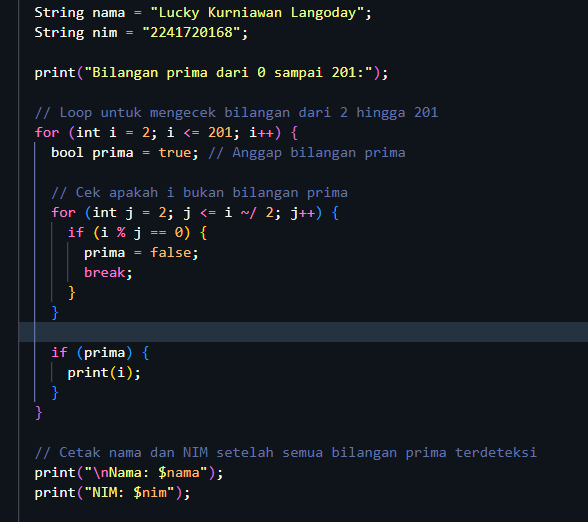 String nama = "Lucky Kurniawan Langoday";
String nim = "2241720168";
print("Bilangan prima dari 0 sampai 201:");
// Loop untuk mengecek bilangan dari 2 hingga 201
for (int i = 2; i <= 201; i++) {
bool prima = true; // Anggap bilangan prima
// Cek apakah i bukan bilangan prima
for (int j = 2; j <= i ~/ 2; j++) {
if (i % j == 0) {
prima = false;
break;
}
}
if (prima) {
print(i);
}
}
// Cetak nama dan NIM setelah semua bilangan prima terdeteksi
print("\nNama: $nama");
print("NIM: $nim");